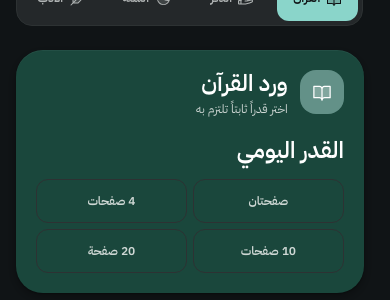 ورد القرآن
اختر قدراً ثابتاً تلتزم به
القدر اليومي
صفحتان
4 صفحات
10 صفحات
20 صفحة